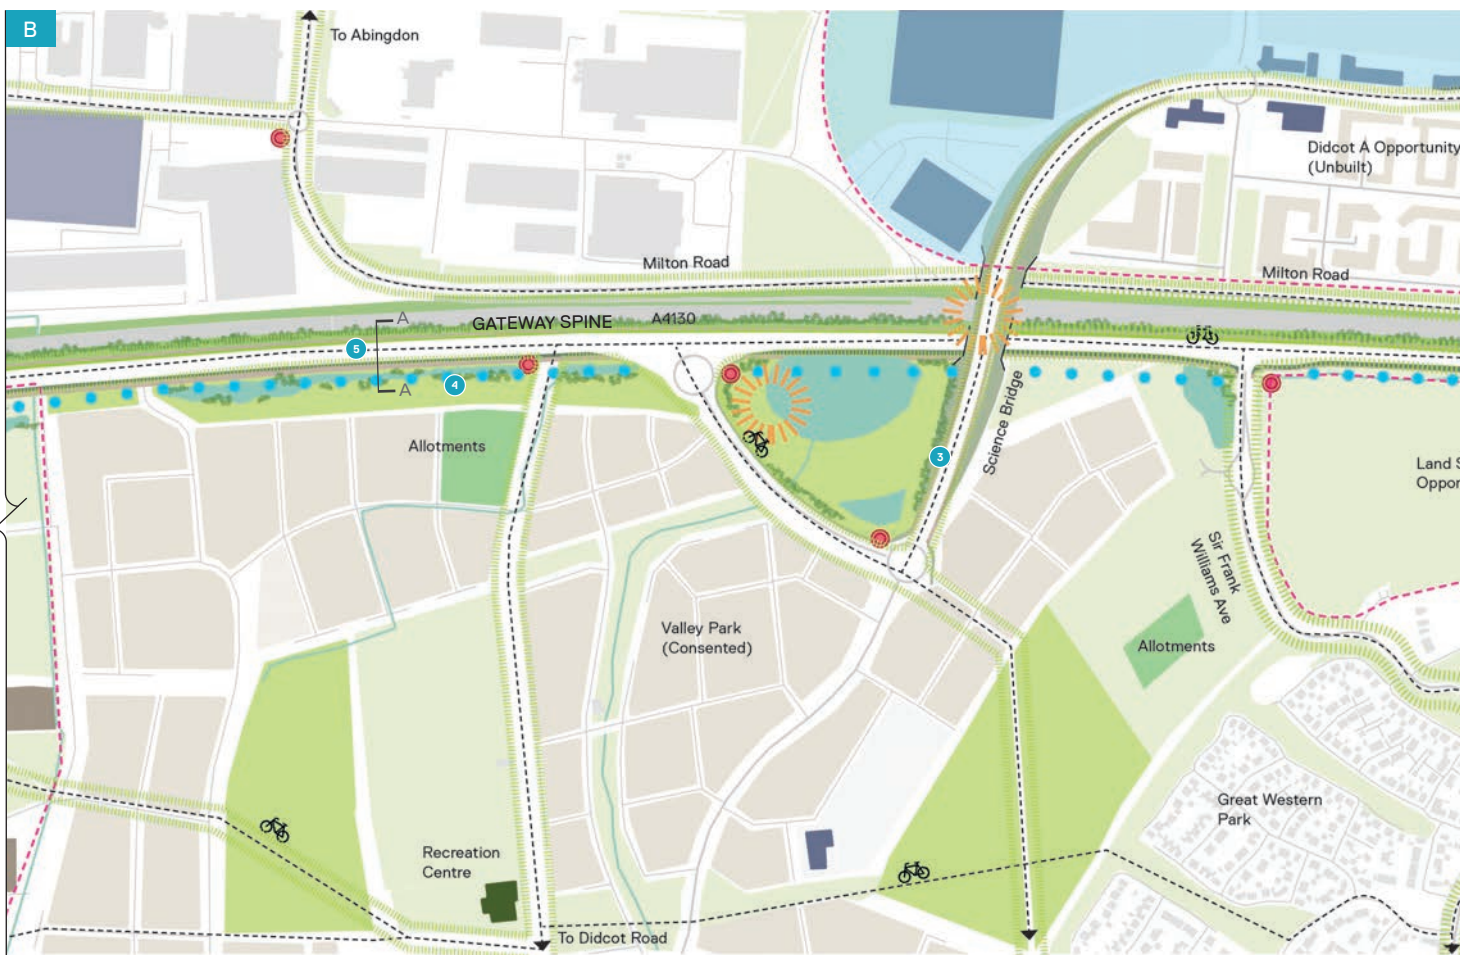 B
To Abingdon
Didcot A Opportunity
(Unbuilt)
Milton Road
Milton Road
A
GATEWAY SPINE
A4130
5
4
A
Allotments
3
Science Bridge
Land S
Oppor
Sir Frank
Williams Ave
Valley Park
(Consented)
Allotments
Great Western
Park
Recreation
Centre
To Didcot Road